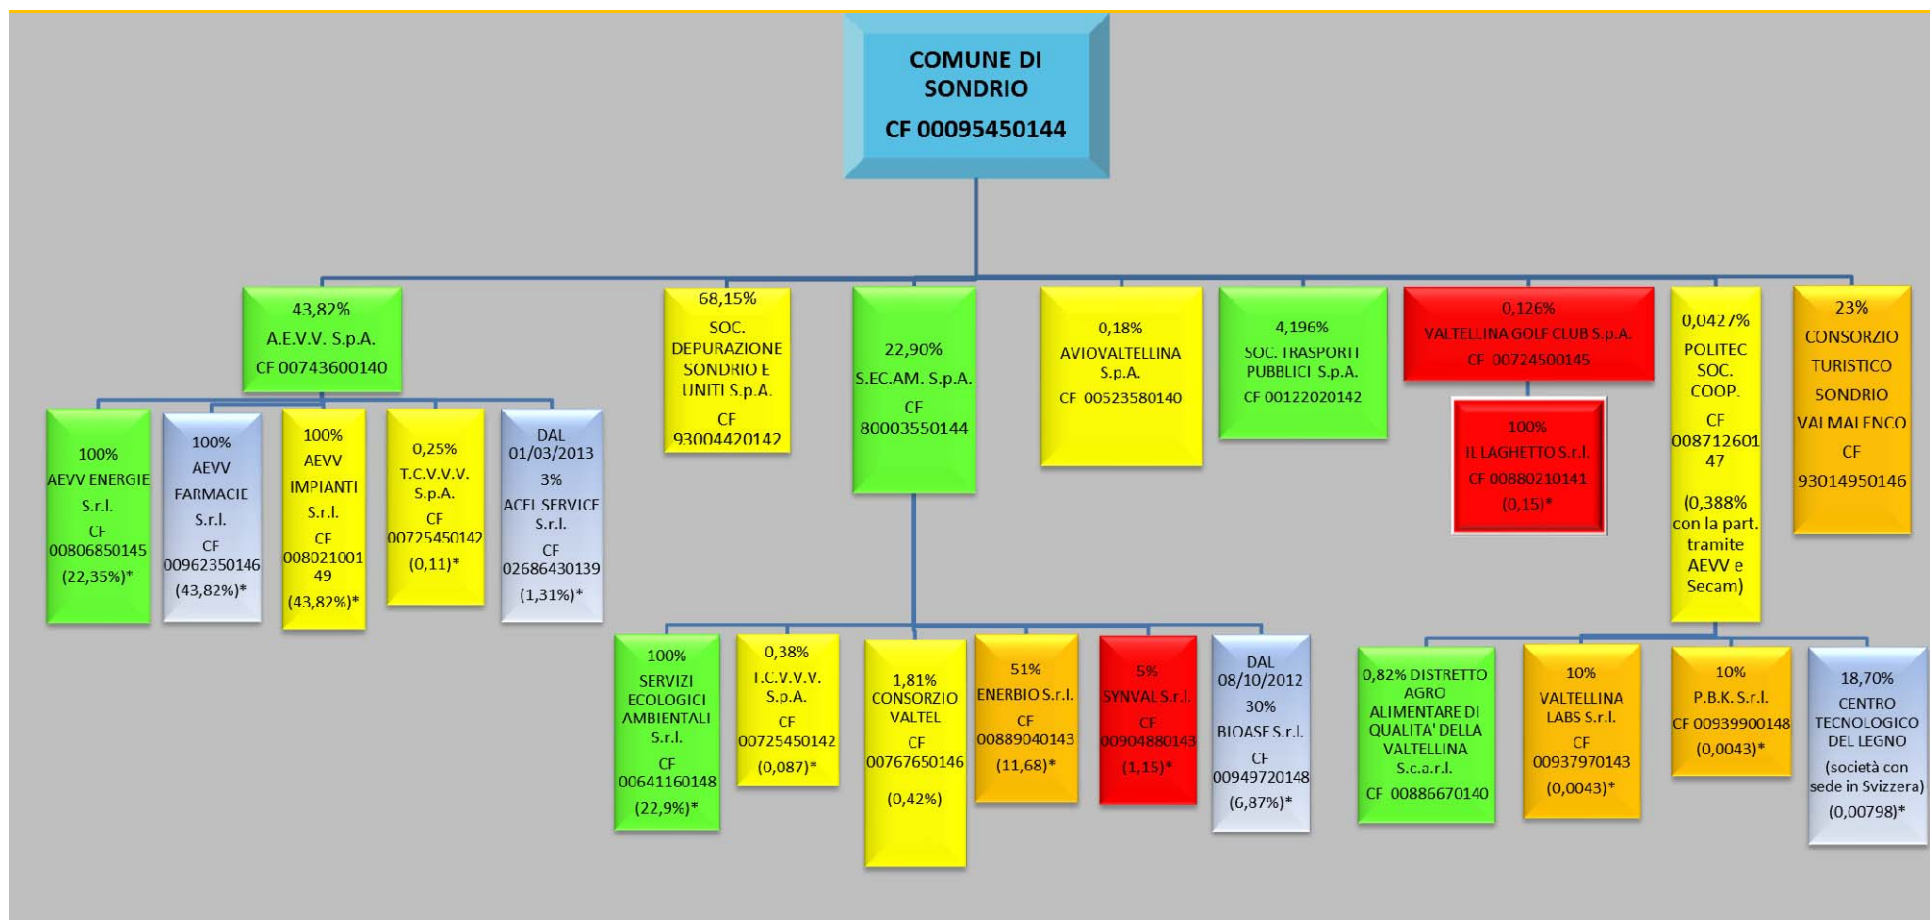 COMUNE DI
SONDRIO
CF 00095450144
43,82%
A.E.V.V. S.p.A.
CF 00743600140
68,15%
SOC.
DEPURAZIONE
SONDRIO E
UNITI S.p.A.
CF
93004420142
22,90%
S.EC.AM. S.p.A.
CF
80003550144
0,18%
AVIOVALTELLINA
S.p.A.
CF 00523580140
4,196%
SOC. TRASPORTI
PUBBLICI S.p.A.
CF 00122020142
0,126%
VALTELLINA GOLF CLUB S.p.A.
CF 00724500145
0,0427%
POLITEC
SOC.
COOP.
CF
008712601
47
(0,388%
con la part.
tramite
AEVV e
Secam)
23%
CONSORZIO
TURISTICO
SONDRIO
VALMALENCO
CF
93014950146
100%
AEVV ENERGIE
S.r.l.
CF
00806850145
(22,35%)*
100%
AEVV
FARMACIE
S.r.l.
CF
00962350146
(43,82%)*
100%
AEVV
IMPIANTI
S.r.l.
CF
008021001
49
(43,82%)*
0,25%
T.C.V.V.V.
S.p.A.
CF
00725450142
(0,11)*
DAL
01/03/2013
3%
ACEL SERVICE
S.r.l.
CF
02686430139
(1,31%)*
100%
IL LAGHETTO S.r.l.
CF 00880210141
(0,15)*
100%
SERVIZI
ECOLOGICI
AMBIENTALI
S.r.l.
CF
00641160148
(22,9%)*
0,38%
T.C.V.V.V.
S.p.A.
CF
00725450142
(0,087)*
1,81%
CONSORZIO
VALTEL
CF
00767650146
(0,42%)
51%
ENERBIO S.r.l.
CF
00889040143
(11,68)*
5%
SYNVAL S.r.l.
CF
00904880143
(1,15)*
DAL
08/10/2012
30%
BIOASE S.r.l.
CF
00949720148
(6,87%)*
0,82% DISTRETTO
AGRO
ALIMENTARE DI
QUALITA' DELLA
VALTELLINA
S.c.a.r.l.
CF 00886670140
10%
VALTELLINA
LABS S.r.l.
CF
00937970143
(0,0043)*
10%
P.B.K. S.r.l.
CF 00939900148
(0,0043)*
18,70%
CENTRO
TECNOLOGICO
DEL LEGNO
(società con
sede in Svizzera)
(0,00798)*